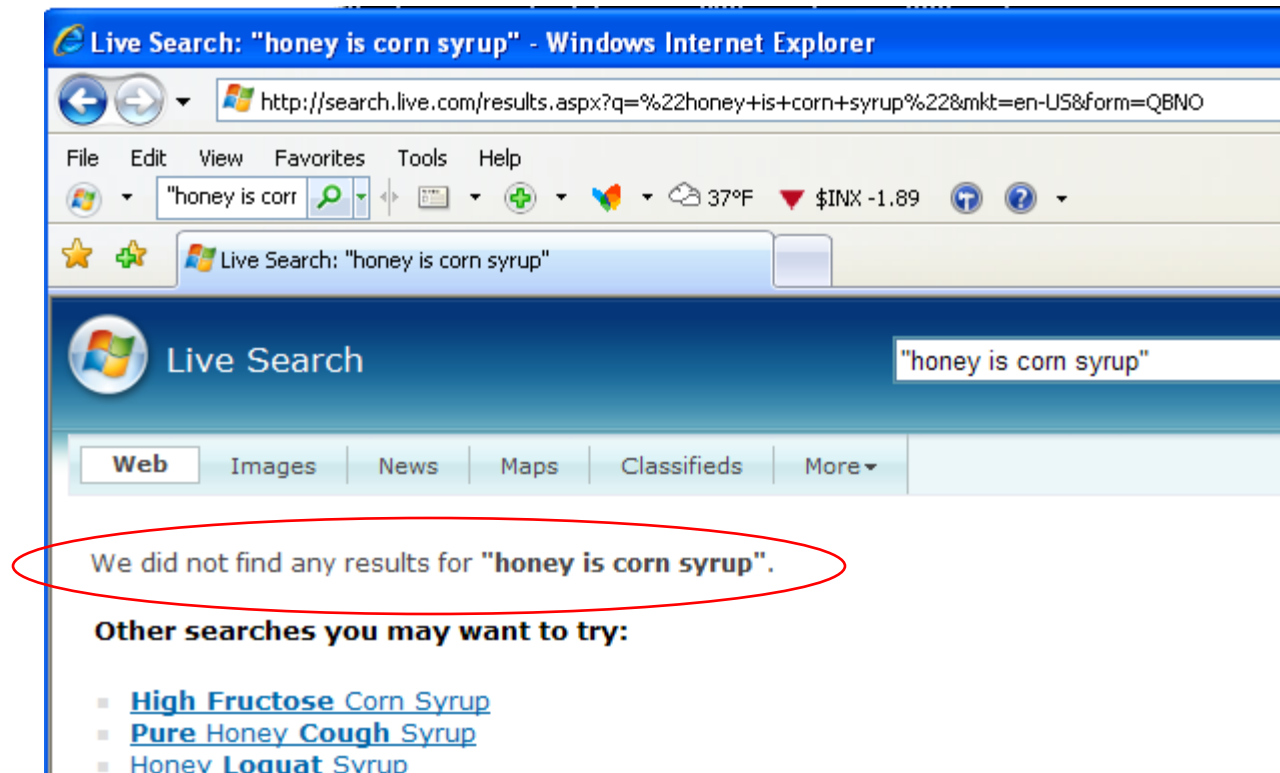 Live Search: "honey is corn syrup" - Windows Internet Explorer
http://search.live.com/results.aspx?q=%22honey+is+corn+syrup%22&mkt=en-US&form=QBNO
File Edit View Favorites Tools Help
"honey is corr 37°F $INX -1.89
Live Search: "honey is corn syrup"
Live Search "honey is corn syrup"
Web Images News Maps Classifieds More
We did not find any results for "honey is corn syrup".
Other searches you may want to try:
High Fructose Corn Syrup
Pure Honey Cough Syrup
Honey Loquat Syrup